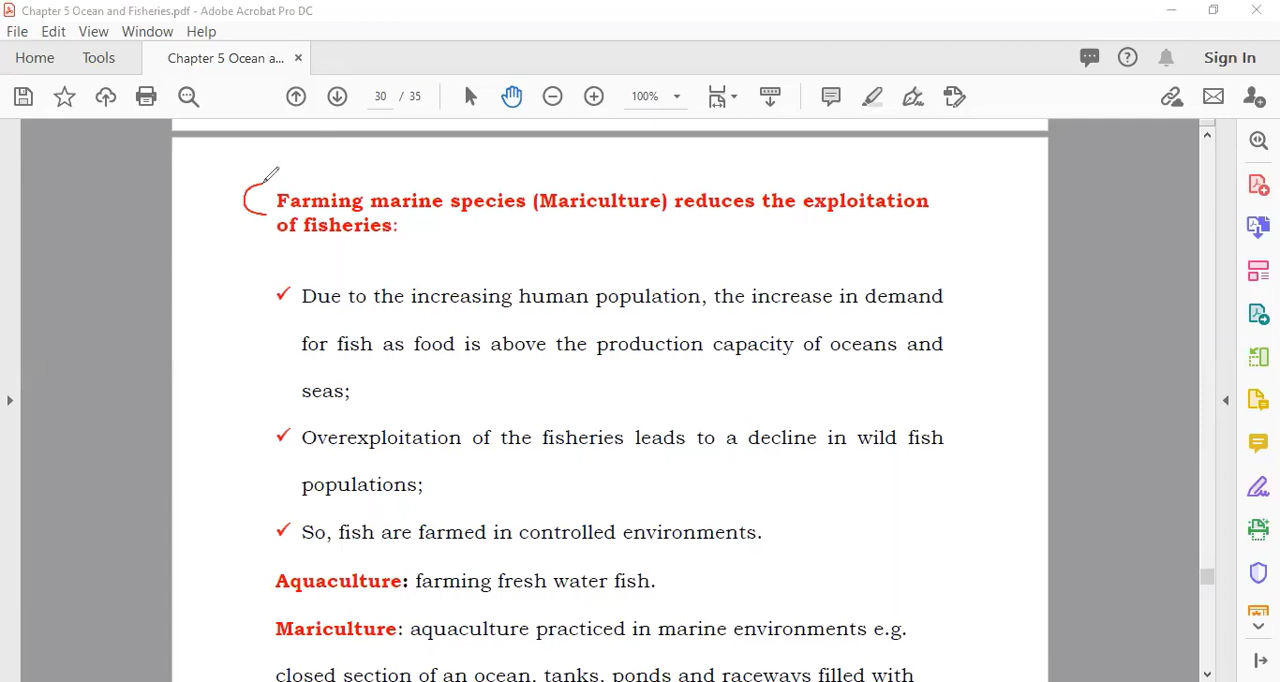 Chapter 5 Ocean and Fisheries.pdf - Adobe Acrobat Pro DC
File Edit View Window Help
Home Tools Chapter 5 Ocean a... × Sign In
30 / 35 100%
Farming marine species (Mariculture) reduces the exploitation
of fisheries:
✓ Due to the increasing human population, the increase in demand
for fish as food is above the production capacity of oceans and
seas;
✓ Overexploitation of the fisheries leads to a decline in wild fish
populations;
✓ So, fish are farmed in controlled environments.
Aquaculture: farming fresh water fish.
Mariculture: aquaculture practiced in marine environments e.g.
closed section of an ocean, tanks, ponds and raceways filled with